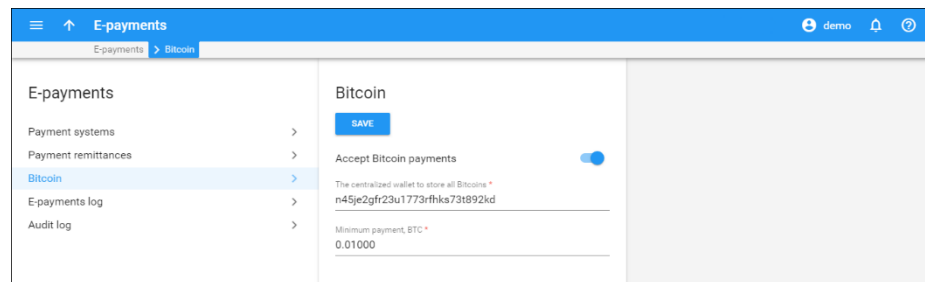 E-payments
demo
E-payments > Bitcoin
E-payments
Payment systems
Payment remittances
Bitcoin
E-payments log
Audit log
Bitcoin
SAVE
Accept Bitcoin payments
The centralized wallet to store all Bitcoins *
n45je2gfr23u1773rfhks73t892kd
Minimum payment, BTC *
0.01000